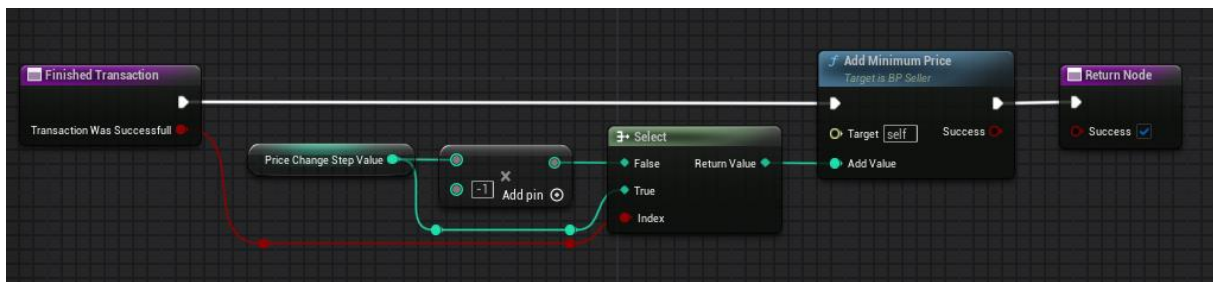 Finished Transaction
Transaction Was Successfull
Price Change Step Value
-1
Add pin
Select
False
Return Value
True
Index
f Add Minimum Price
Target is BP Seller
Target self
Success
Add Value
Return Node
Success